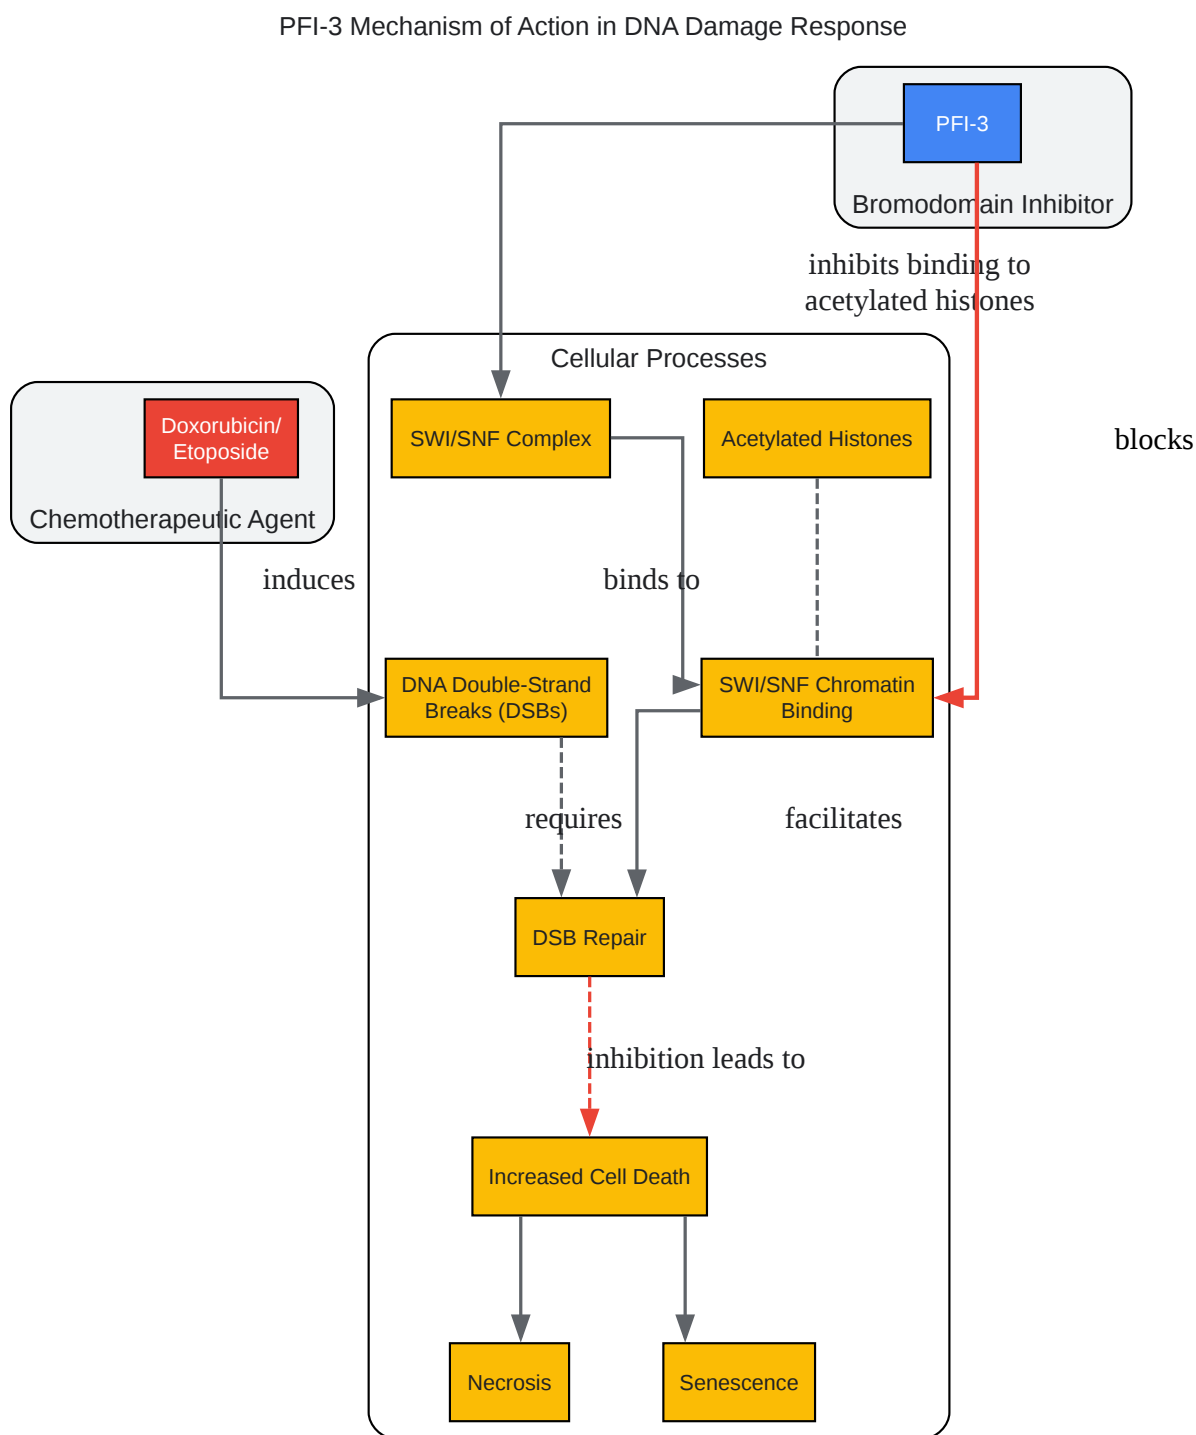 PFI-3 Mechanism of Action in DNA Damage Response
PFI-3
Bromodomain Inhibitor
inhibits binding to
acetylated histones
Cellular Processes
Doxorubicin/
Etoposide
Chemotherapeutic Agent
SWI/SNF Complex
Acetylated Histones
blocks
induces
binds to
DNA Double-Strand
Breaks (DSBs)
SWI/SNF Chromatin
Binding
requires
facilitates
DSB Repair
inhibition leads to
Increased Cell Death
Necrosis
Senescence